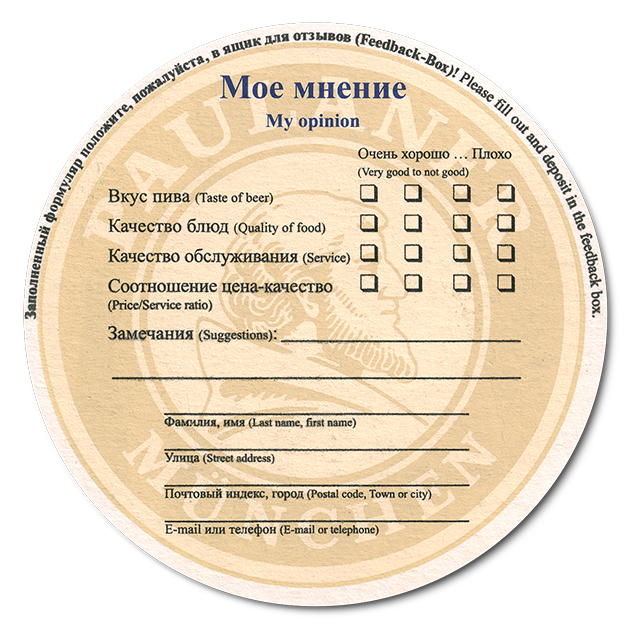 Заполненный формуляр положите, пожалуйста, в ящик для отзывов (Feedback-Box)! Please fill out and deposit in the feedback box.
PAULANER
Мое мнение
My opinion
Очень хорошо … Плохо
(Very good to not good)
Вкус пива (Taste of beer)
Качество блюд (Quality of food)
Качество обслуживания (Service)
Соотношение цена-качество
(Price/Service ratio)
Замечания (Suggestions):
Фамилия, имя (Last name, first name)
Улица (Street address)
Почтовый индекс, город (Postal code, Town or city)
E-mail или телефон (E-mail or telephone)
MÜNCHEN